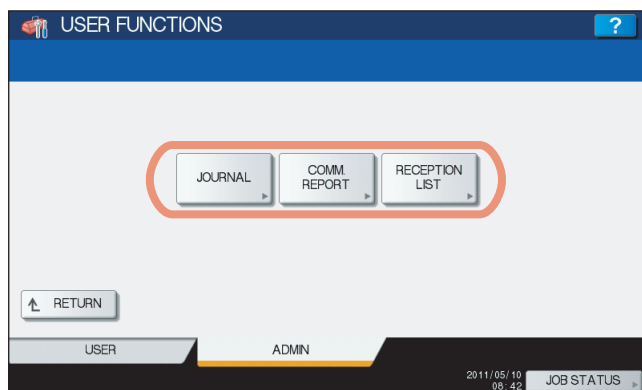 USER FUNCTIONS
?
JOURNAL
COMM.
REPORT
RECEPTION
LIST
RETURN
USER
ADMIN
2011/05/10
08:42
JOB STATUS